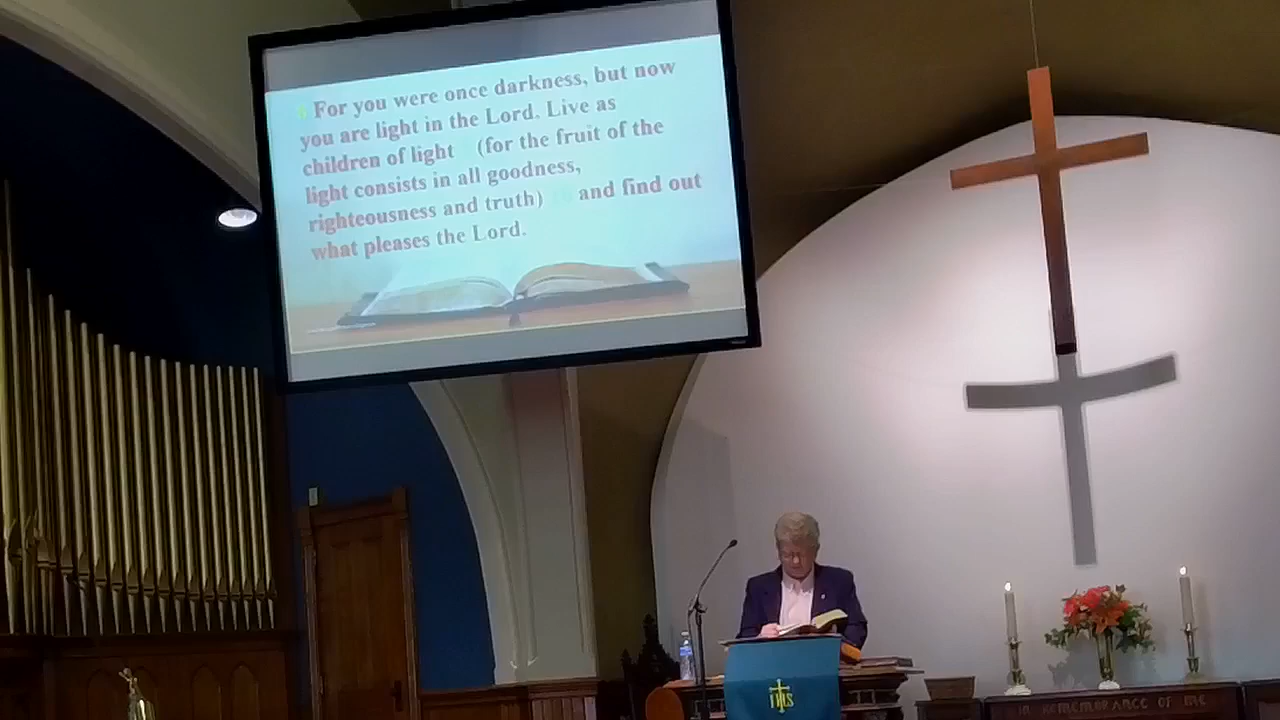 8 For you were once darkness, but now
you are light in the Lord. Live as
children of light (for the fruit of the
light consists in all goodness,
righteousness and truth) and find out
what pleases the Lord.
IHS
IN REMEMBRANCE OF ME